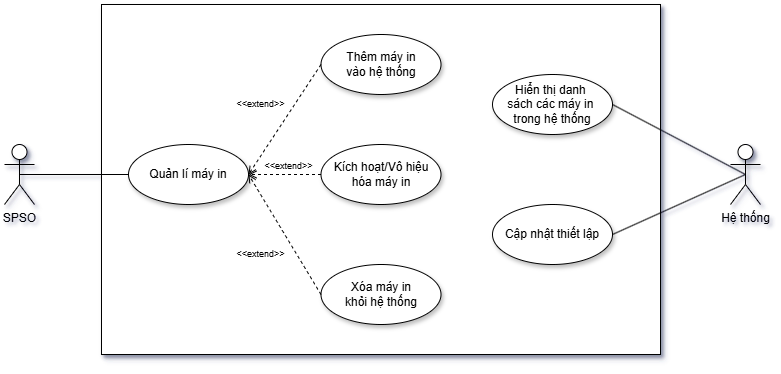 Thêm máy in
vào hệ thống
Hiển thị danh
sách các máy in
trong hệ thống
<<extend>>
SPSO
Quản lí máy in
<<extend>>
Kích hoạt/Vô hiệu
hóa máy in
Hệ thống
Cập nhật thiết lập
<<extend>>
Xóa máy in
khỏi hệ thống